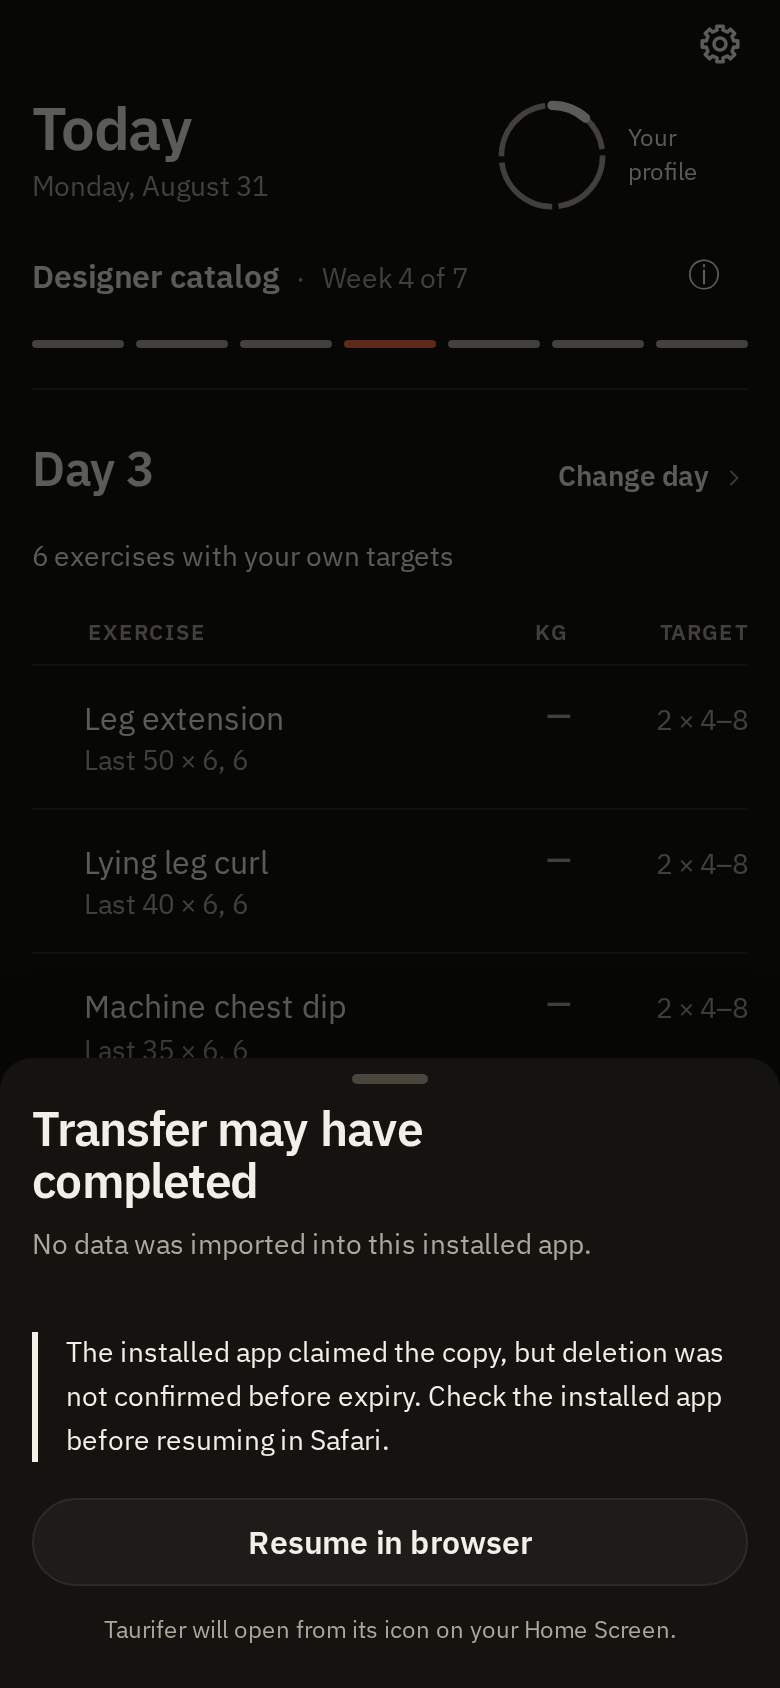 Today
Monday, August 31
Your
profile
Designer catalog · Week 4 of 7
Day 3
Change day
6 exercises with your own targets
EXERCISE KG TARGET
Leg extension — 2 × 4–8
Last 50 × 6, 6
Lying leg curl — 2 × 4–8
Last 40 × 6, 6
Machine chest dip — 2 × 4–8
Last 35 × 6, 6
Transfer may have
completed
No data was imported into this installed app.
The installed app claimed the copy, but deletion was
not confirmed before expiry. Check the installed app
before resuming in Safari.
Resume in browser
Taurifer will open from its icon on your Home Screen.